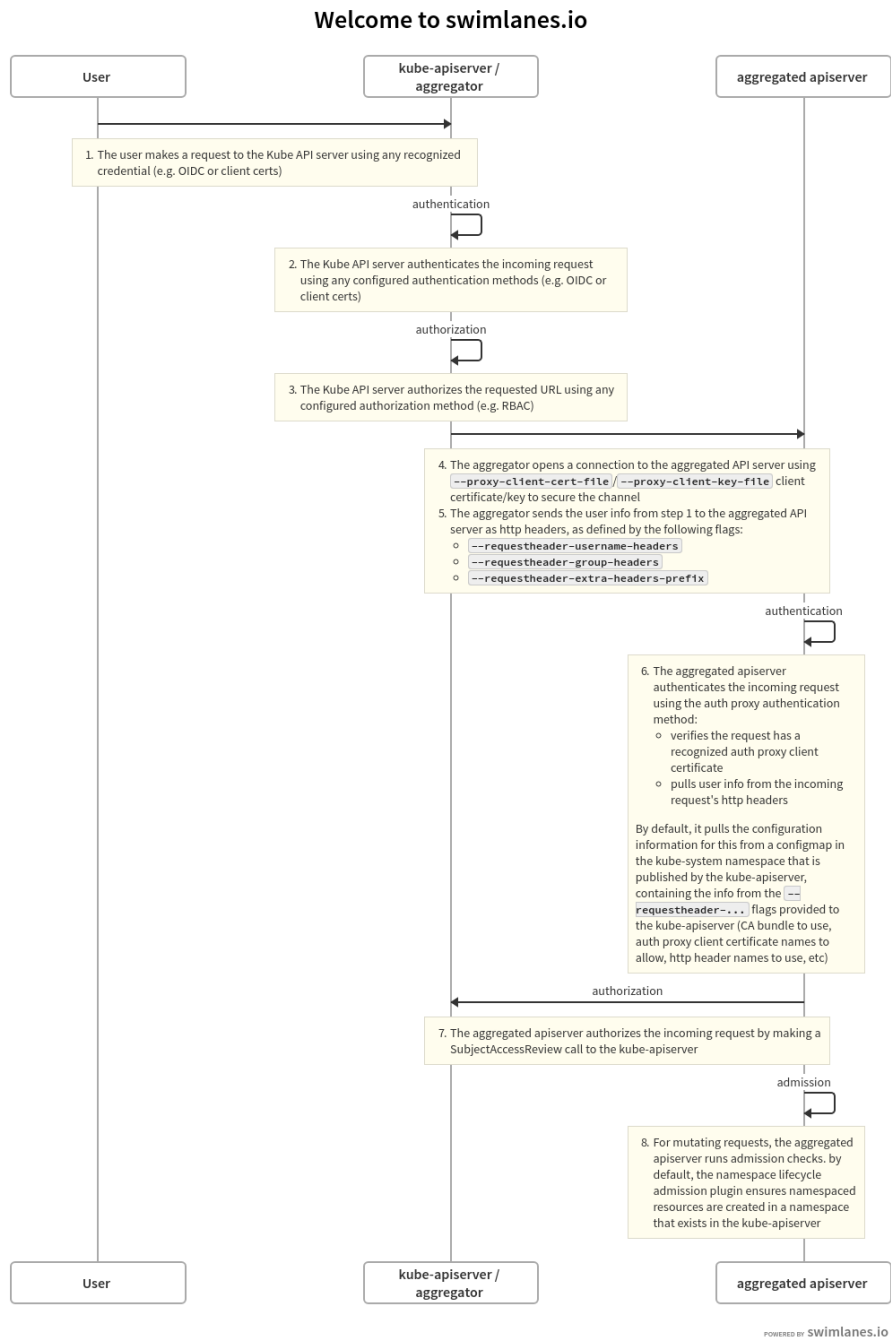 Welcome to swimlanes.io
User
kube-apiserver /
aggregator
aggregated apiserver
1. The user makes a request to the Kube API server using any recognized
credential (e.g. OIDC or client certs)
authentication
2. The Kube API server authenticates the incoming request
using any configured authentication methods (e.g. OIDC or
client certs)
authorization
3. The Kube API server authorizes the requested URL using any
configured authorization method (e.g. RBAC)
4. The aggregator opens a connection to the aggregated API server using
--proxy-client-cert-file/--proxy-client-key-file client
certificate/key to secure the channel
5. The aggregator sends the user info from step 1 to the aggregated API
server as http headers, as defined by the following flags:
◦ --requestheader-username-headers
◦ --requestheader-group-headers
◦ --requestheader-extra-headers-prefix
authentication
6. The aggregated apiserver
authenticates the incoming request
using the auth proxy authentication
method:
◦ verifies the request has a
recognized auth proxy client
certificate
◦ pulls user info from the incoming
request's http headers
By default, it pulls the configuration
information for this from a configmap in
the kube-system namespace that is
published by the kube-apiserver,
containing the info from the --
requestheader-... flags provided to
the kube-apiserver (CA bundle to use,
auth proxy client certificate names to
allow, http header names to use, etc)
authorization
7. The aggregated apiserver authorizes the incoming request by making a
SubjectAccessReview call to the kube-apiserver
admission
8. For mutating requests, the aggregated
apiserver runs admission checks. by
default, the namespace lifecycle
admission plugin ensures namespaced
resources are created in a namespace
that exists in the kube-apiserver
User
kube-apiserver /
aggregator
aggregated apiserver
POWERED BY swimlanes.io